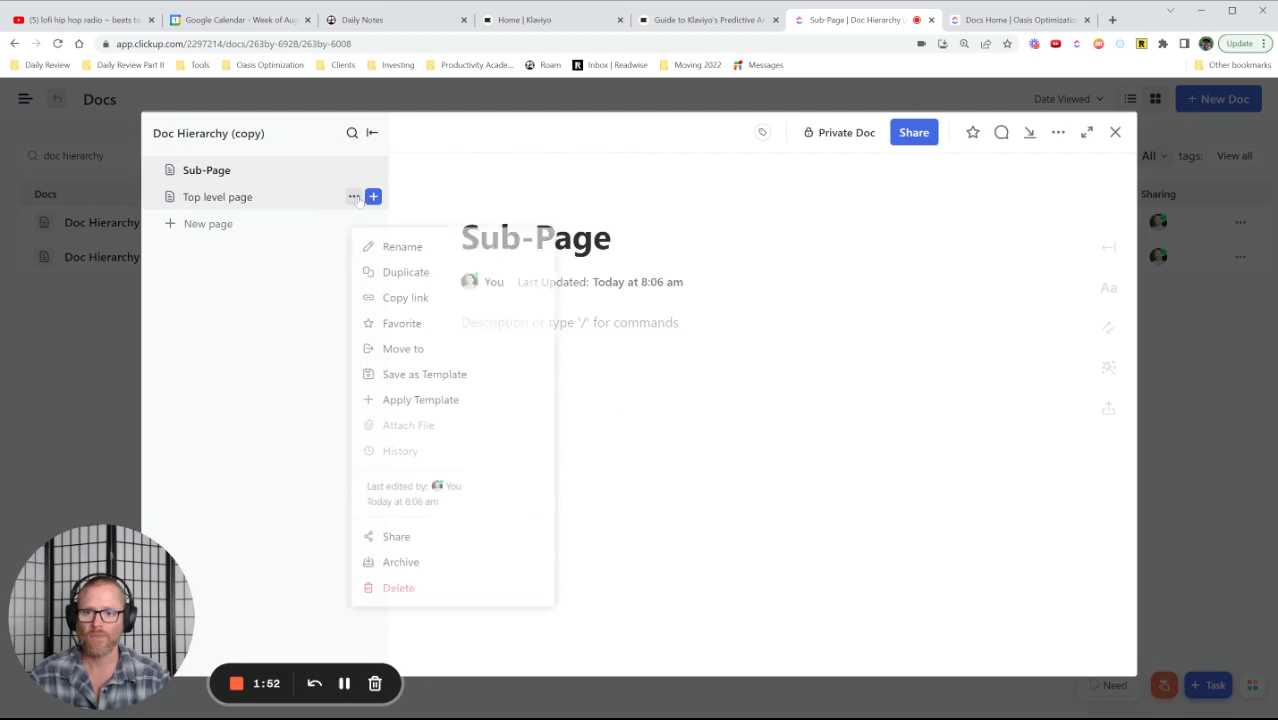 (5) lofi hip hop radio – beats to
Google Calendar - Week of Aug
Daily Notes
Home | Klaviyo
Guide to Klaviyo's Predictive An
Sub-Page | Doc Hierarchy (
Docs Home | Oasis Optimization
app.clickup.com/2297214/docs/263by-6928/263by-6008
Update
Daily Review
Daily Review Part II
Tools
Oasis Optimization
Clients
Investing
Productivity Acade...
Roam
Inbox | Readwise
Moving 2022
Messages
Other bookmarks
Docs
Date Viewed
+ New Doc
doc hierarchy
All
tags:
View all
Docs
Sharing
Doc Hierarchy
Doc Hierarchy
Doc Hierarchy (copy)
Private Doc
Share
Sub-Page
Top level page
New page
Rename
Duplicate
Copy link
Favorite
Move to
Save as Template
Apply Template
Attach File
History
Last edited by: You
Today at 8:06 am
Share
Archive
Delete
Sub-Page
You Last Updated: Today at 8:06 am
Description or type '/' for commands
Aa
1:52
Need
+ Task